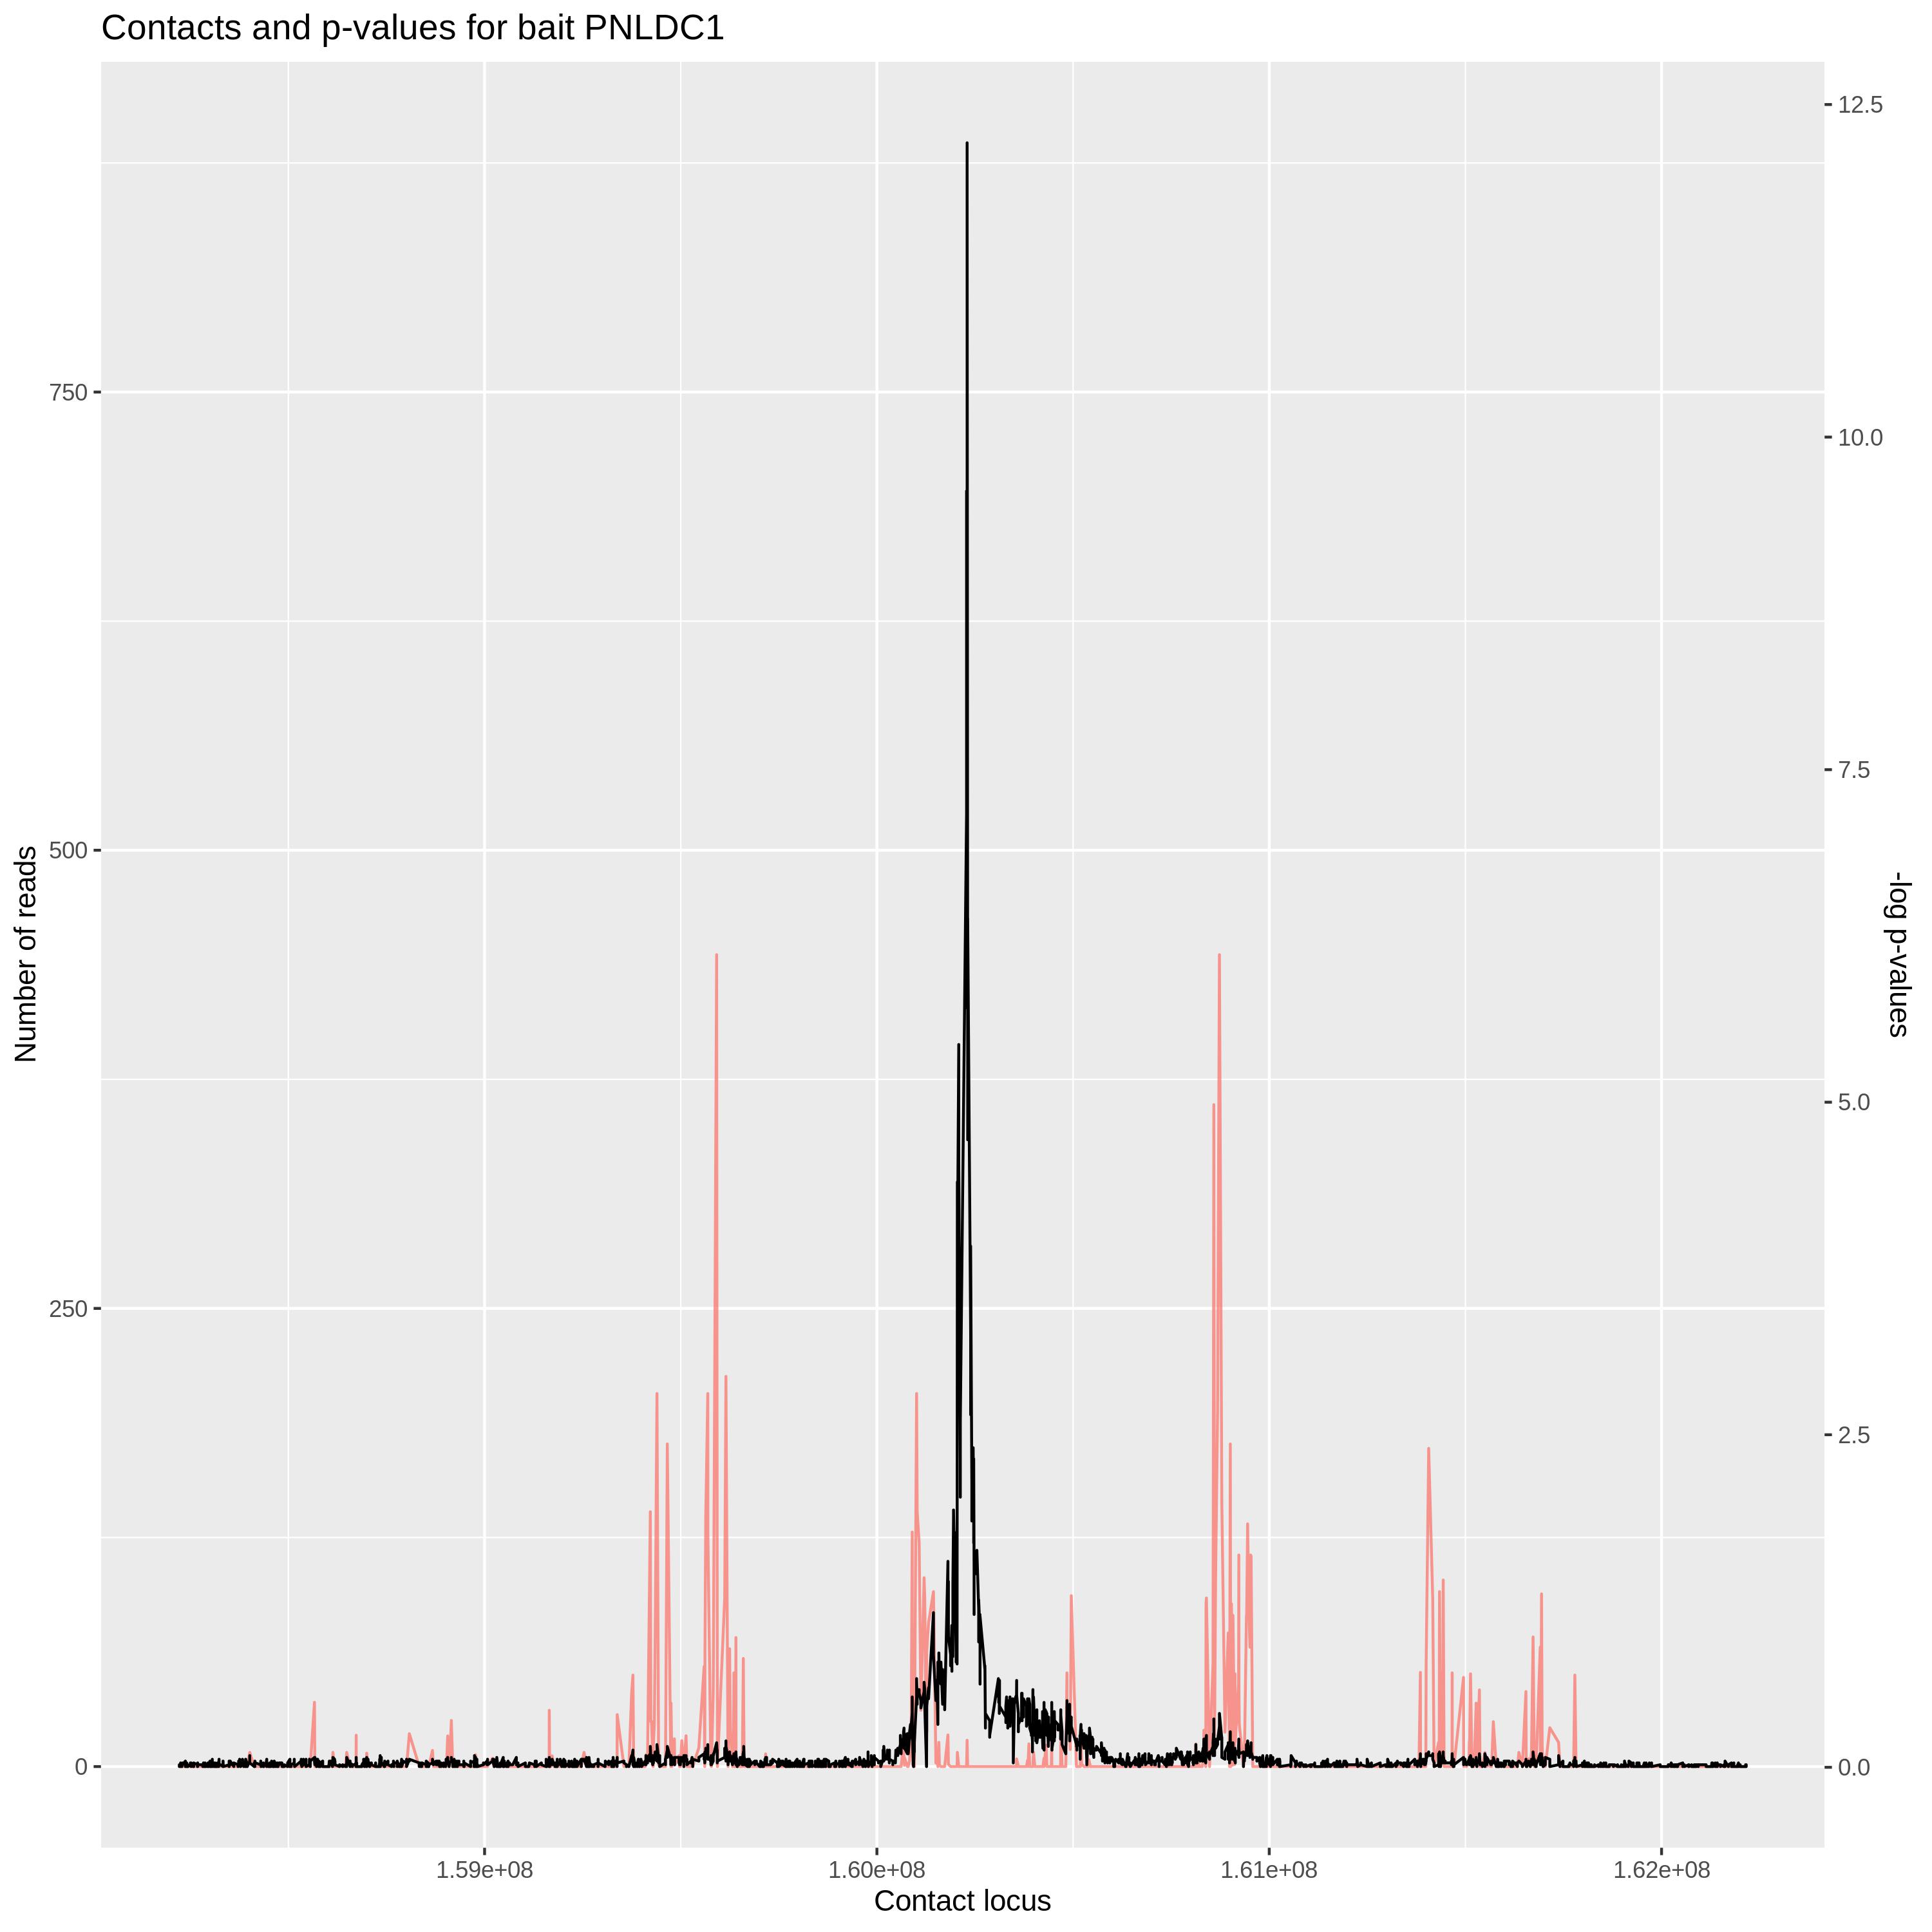 Contacts and p-values for bait PNLDC1
Number of reads
750
500
250
0
12.5
10.0
7.5
5.0
2.5
0.0
-log p-values
1.59e+08
1.60e+08
1.61e+08
1.62e+08
Contact locus